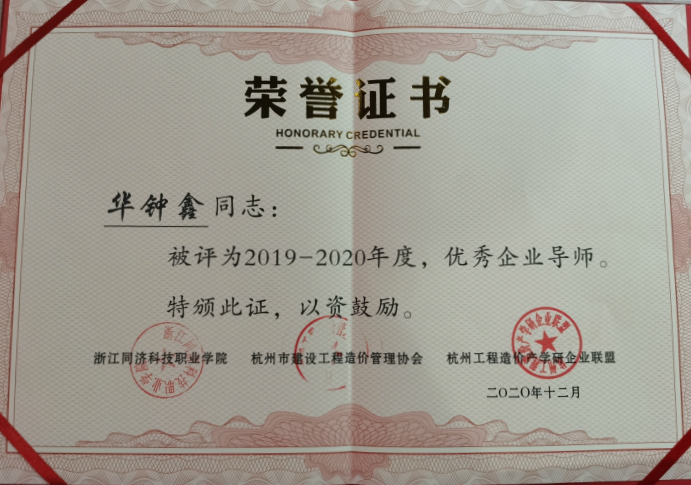 荣誉证书
HONORARY CREDENTIAL
华钟鑫同志：
被评为2019-2020年度，优秀企业导师。
特颁此证，以资鼓励。
浙江同济科技职业学院 杭州市建设工程造价管理协会 杭州工程造价产学研企业联盟
二〇二〇年十二月